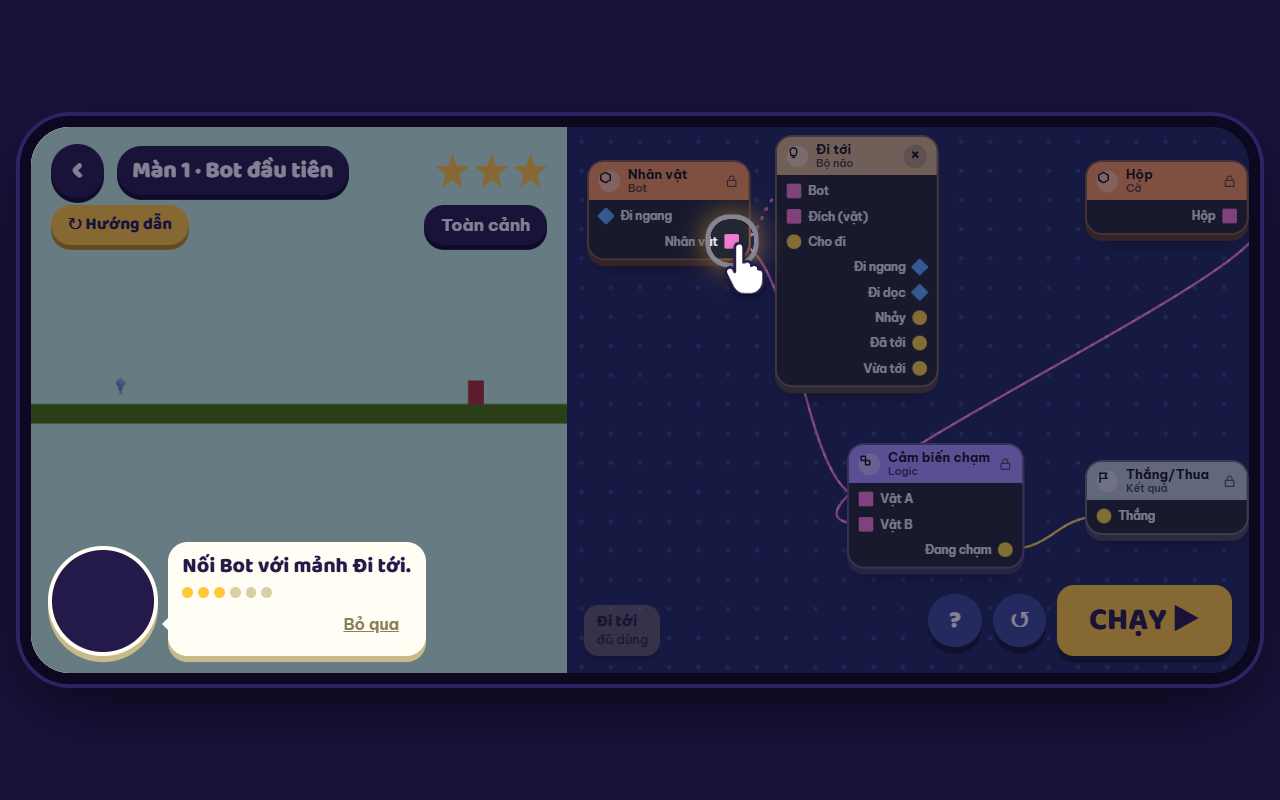 Màn 1 · Bot đầu tiên
↻ Hướng dẫn
Toàn cảnh
Nối Bot với mảnh Đi tới.
Bỏ qua
Nhân vật
Bot
Đi ngang
Nhân vật
Đi tới
Bộ não
Bot
Đích (vật)
Chờ đi
Đi ngang
Đi dọc
Nhảy
Đã tới
Vừa tới
Hộp
Cờ
Hộp
Cảm biến chạm
Logic
Vật A
Vật B
Đang chạm
Thắng/Thua
Kết quả
Thắng
Đi tới
đã dùng
?
CHẠY